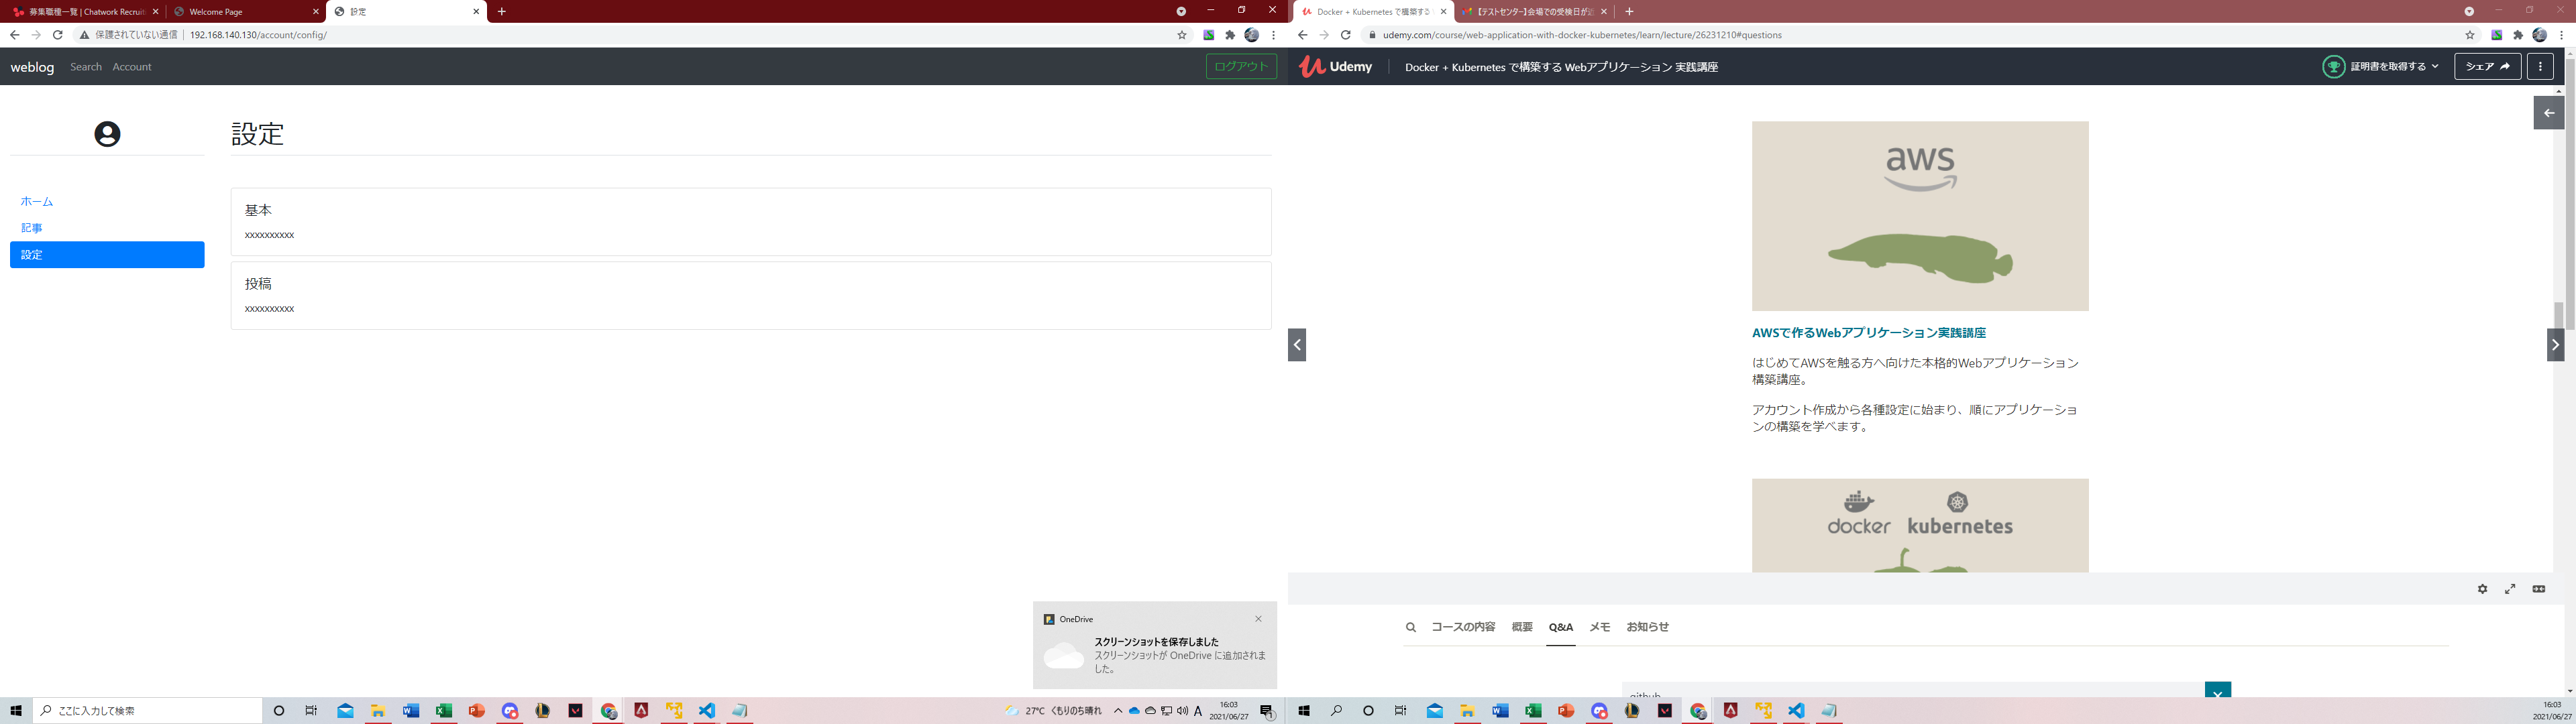 募集職種一覧 | Chatwork Recruit
Welcome Page
設定
保護されていない通信
192.168.140.130/account/config/
weblog
Search
Account
ログアウト
設定
ホーム
記事
設定
基本
xxxxxxxxxx
投稿
xxxxxxxxxx
OneDrive
スクリーンショットを保存しました
スクリーンショットが OneDrive に追加されま
した。
ここに入力して検索
27°C くもりのち晴れ
A
16:03
2021/06/27
1
Docker + Kubernetes で構築する
【テストセンター】会場での受検日が近
udemy.com/course/web-application-with-docker-kubernetes/learn/lecture/26231210#questions
Udemy
Docker + Kubernetes で構築する Webアプリケーション 実践講座
証明書を取得する
シェア
aws
AWSで作るWebアプリケーション実践講座
はじめてAWSを触る方へ向けた本格的Webアプリケーション
構築講座。
アカウント作成から各種設定に始まり、順にアプリケーショ
ンの構築を学べます。
docker
kubernetes
コースの内容
概要
Q&A
メモ
お知らせ
github
16:03
2021/06/27